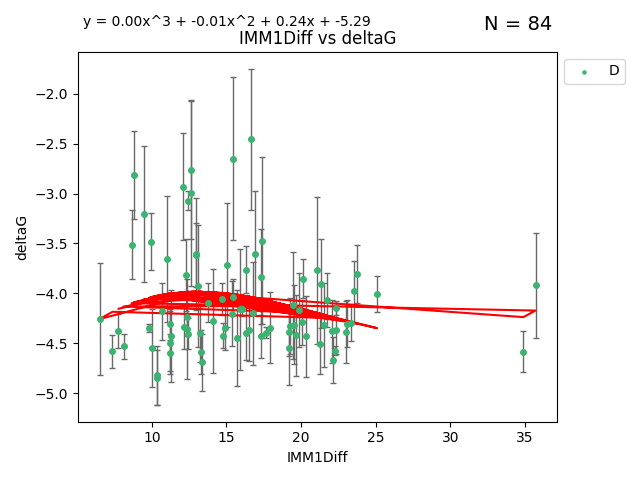 y = 0.00x^3 + -0.01x^2 + 0.24x + -5.29
N = 84
IMM1Diff vs deltaG
D
−2.0
−2.5
−3.0
−3.5
−4.0
−4.5
−5.0
deltaG
10 15 20 25 30 35
IMM1Diff